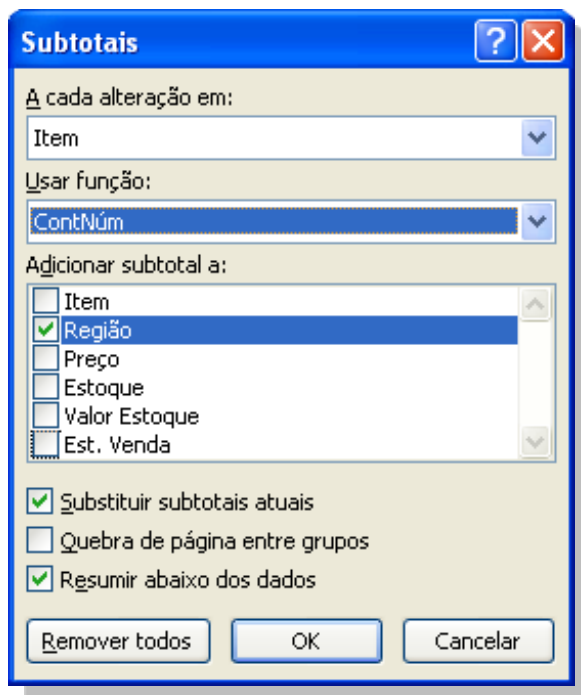 Subtotais
A cada alteração em:
Item
Usar função:
ContNúm
Adicionar subtotal a:
Item
Região
Preço
Estoque
Valor Estoque
Est. Venda
Substituir subtotais atuais
Quebra de página entre grupos
Resumir abaixo dos dados
Remover todos OK Cancelar